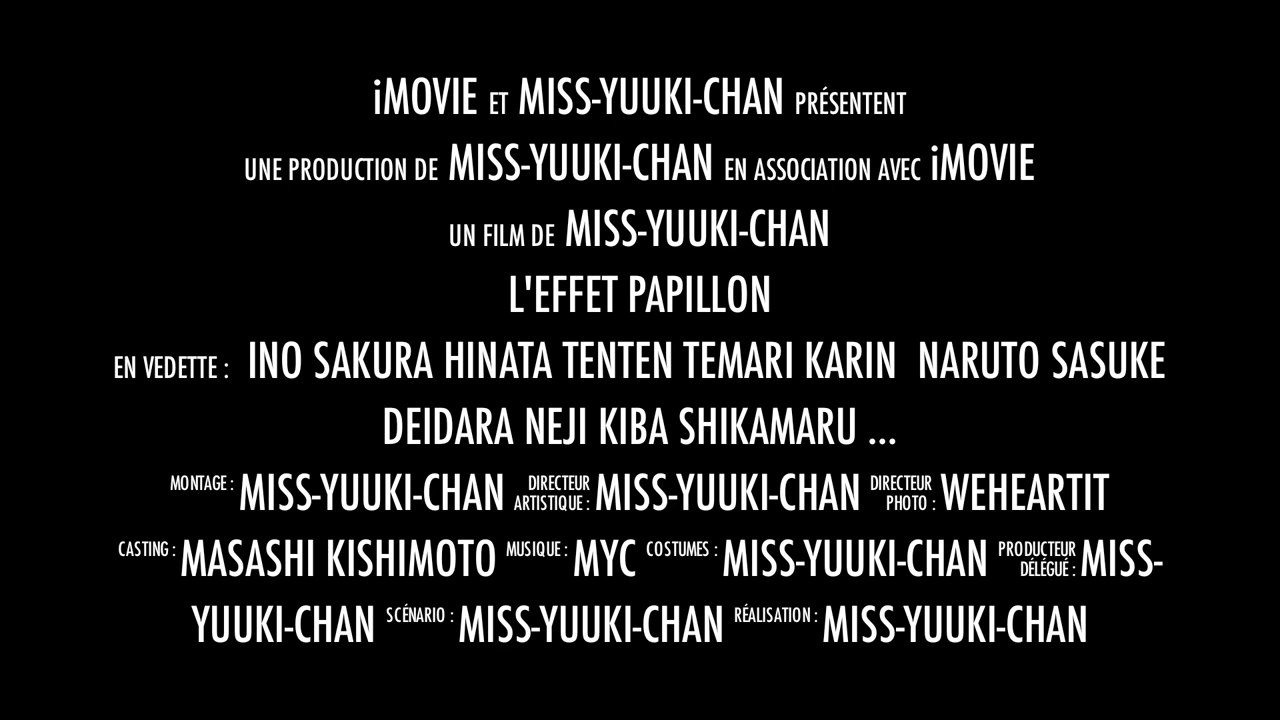 iMOVIE ET MISS-YUUKI-CHAN PRÉSENTENT
UNE PRODUCTION DE MISS-YUUKI-CHAN EN ASSOCIATION AVEC iMOVIE
UN FILM DE MISS-YUUKI-CHAN
L'EFFET PAPILLON
EN VEDETTE : INO SAKURA HINATA TENTEN TEMARI KARIN NARUTO SASUKE
DEIDARA NEJI KIBA SHIKAMARU ...
MONTAGE : MISS-YUUKI-CHAN DIRECTEUR ARTISTIQUE : MISS-YUUKI-CHAN DIRECTEUR PHOTO : WEHEARTIT
CASTING : MASASHI KISHIMOTO MUSIQUE : MYC COSTUMES : MISS-YUUKI-CHAN PRODUCTEUR DÉLÉGUÉ : MISS-
YUUKI-CHAN SCÉNARIO : MISS-YUUKI-CHAN RÉALISATION : MISS-YUUKI-CHAN